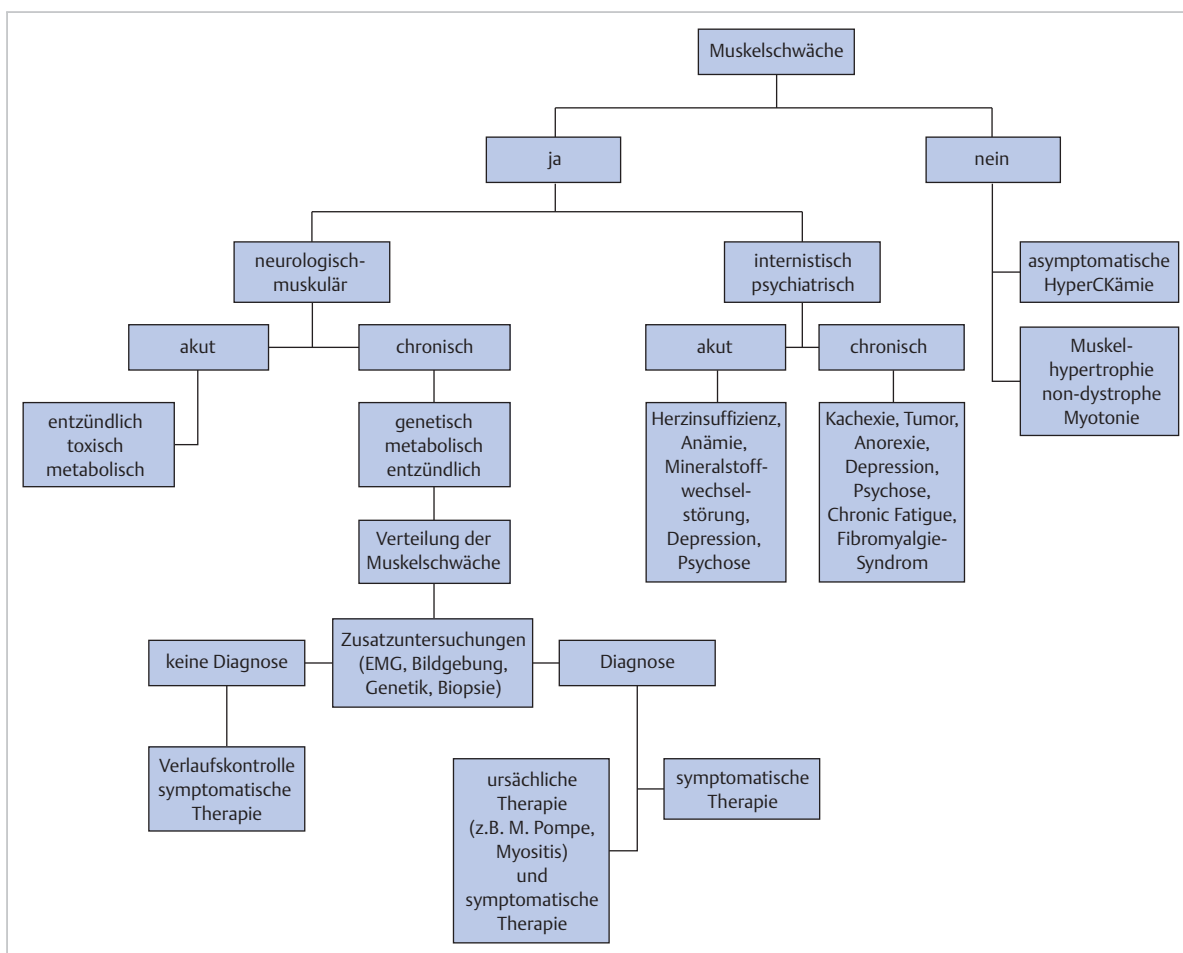 Muskelschwäche
ja
nein
neurologisch-
muskulär
internistisch
psychiatrisch
asymptomatische
HyperCKämie
akut
chronisch
akut
chronisch
Muskel-
hypertrophie
non-dystrophe
Myotonie
entzündlich
toxisch
metabolisch
genetisch
metabolisch
entzündlich
Herzinsuffizienz,
Anämie,
Mineralstoff-
wechsel-
störung,
Depression,
Psychose
Kachexie, Tumor,
Anorexie,
Depression,
Psychose,
Chronic Fatigue,
Fibromyalgie-
Syndrom
Verteilung der
Muskelschwäche
keine Diagnose
Zusatzuntersuchungen
(EMG, Bildgebung,
Genetik, Biopsie)
Diagnose
Verlaufskontrolle
symptomatische
Therapie
ursächliche
Therapie
(z.B. M. Pompe,
Myositis)
und
symptomatische
Therapie
symptomatische
Therapie